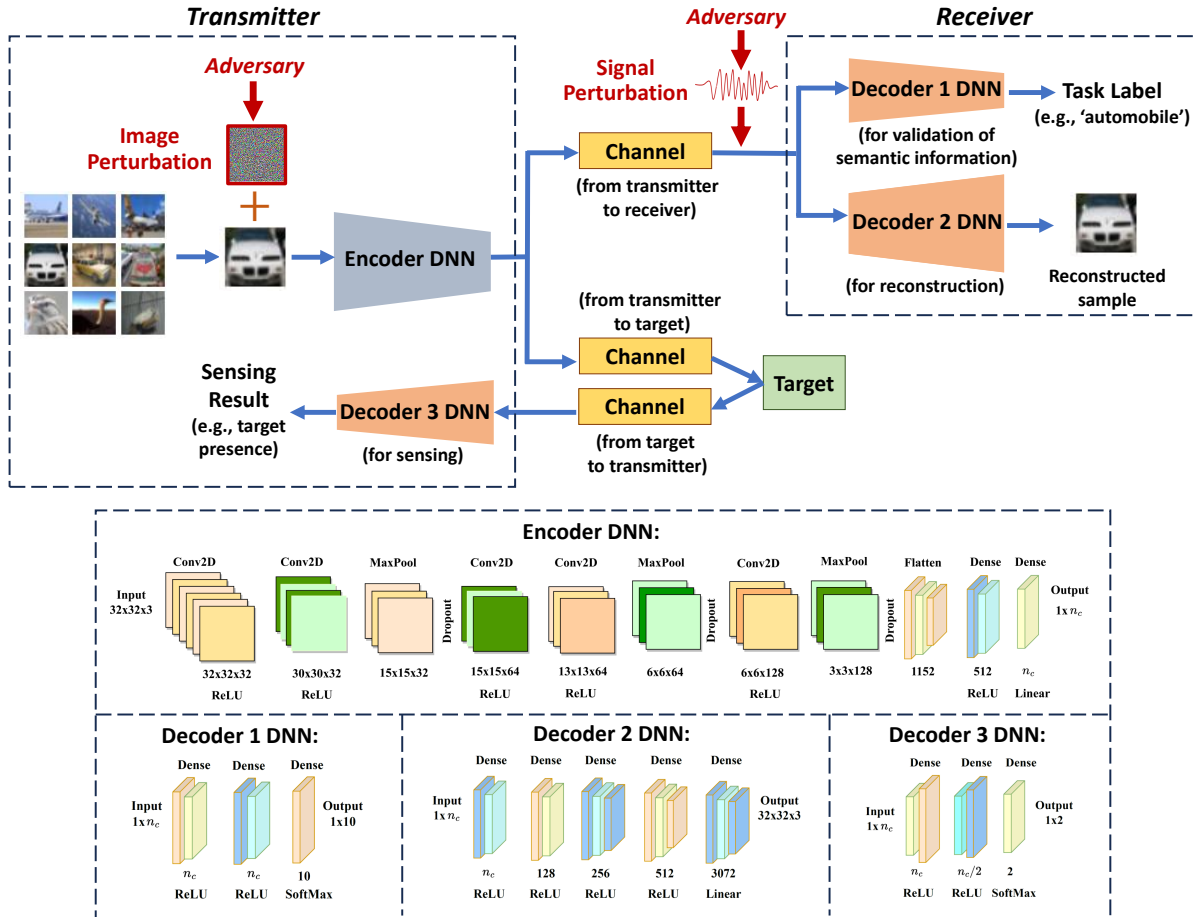 Transmitter
Adversary
Image
Perturbation
Encoder DNN
Sensing
Result
(e.g., target
presence)
Decoder 3 DNN
(for sensing)
Adversary
Signal
Perturbation
Channel
(from transmitter
to receiver)
(from transmitter
to target)
Channel
Channel
(from target
to transmitter)
Target
Receiver
Decoder 1 DNN
(for validation of
semantic information)
Task Label
(e.g., ‘automobile’)
Decoder 2 DNN
(for reconstruction)
Reconstructed
sample
Encoder DNN:
Conv2D Conv2D MaxPool Conv2D Conv2D MaxPool Conv2D MaxPool Flatten Dense Dense
Input
32x32x3
Dropout
Dropout
Dropout
Output
1x n_c
32x32x32 30x30x32 15x15x32 15x15x64 13x13x64 6x6x64 6x6x128 3x3x128 1152 512 n_c
ReLU ReLU ReLU ReLU ReLU ReLU Linear
Decoder 1 DNN:
Dense Dense Dense
Input
1x n_c
Output
1x10
n_c n_c 10
ReLU ReLU SoftMax
Decoder 2 DNN:
Dense Dense Dense Dense Dense
Input
1x n_c
Output
32x32x3
n_c 128 256 512 3072
ReLU ReLU ReLU ReLU Linear
Decoder 3 DNN:
Dense Dense Dense
Input
1x n_c
Output
1x2
n_c n_c/2 2
ReLU ReLU SoftMax